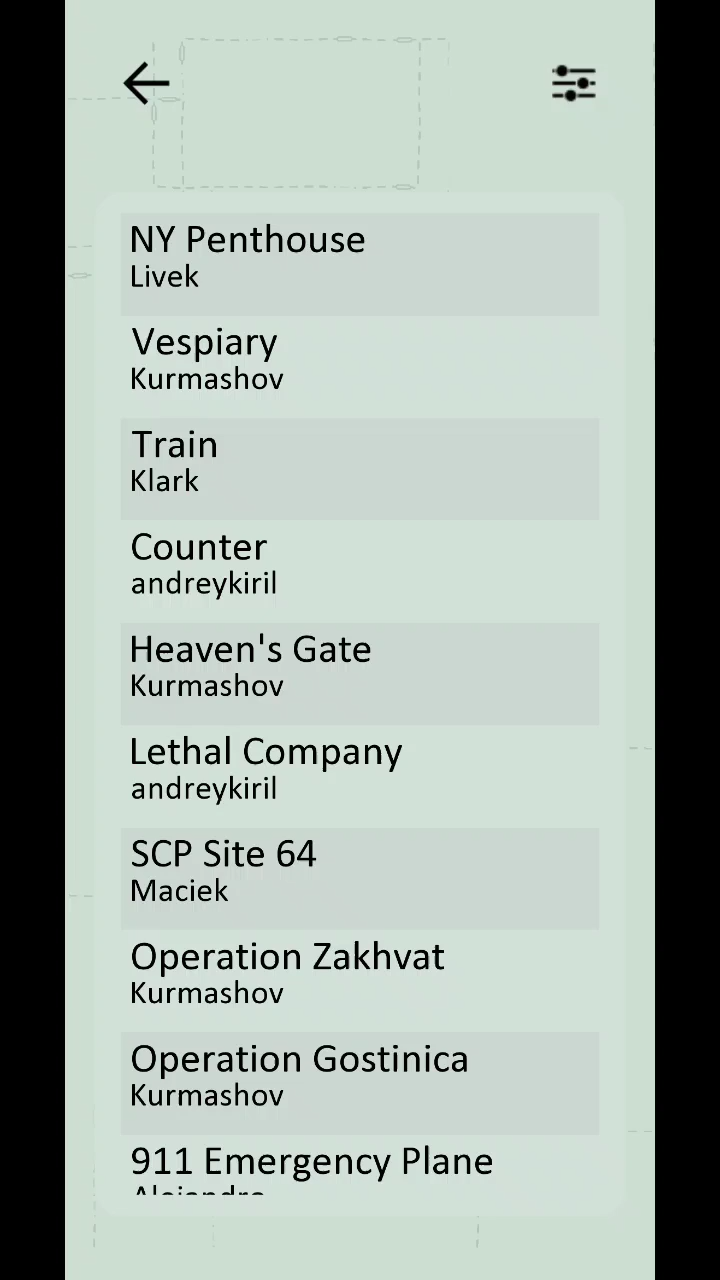 NY Penthouse
Livek
Vespiary
Kurmashov
Train
Klark
Counter
andreykiril
Heaven's Gate
Kurmashov
Lethal Company
andreykiril
SCP Site 64
Maciek
Operation Zakhvat
Kurmashov
Operation Gostinica
Kurmashov
911 Emergency Plane